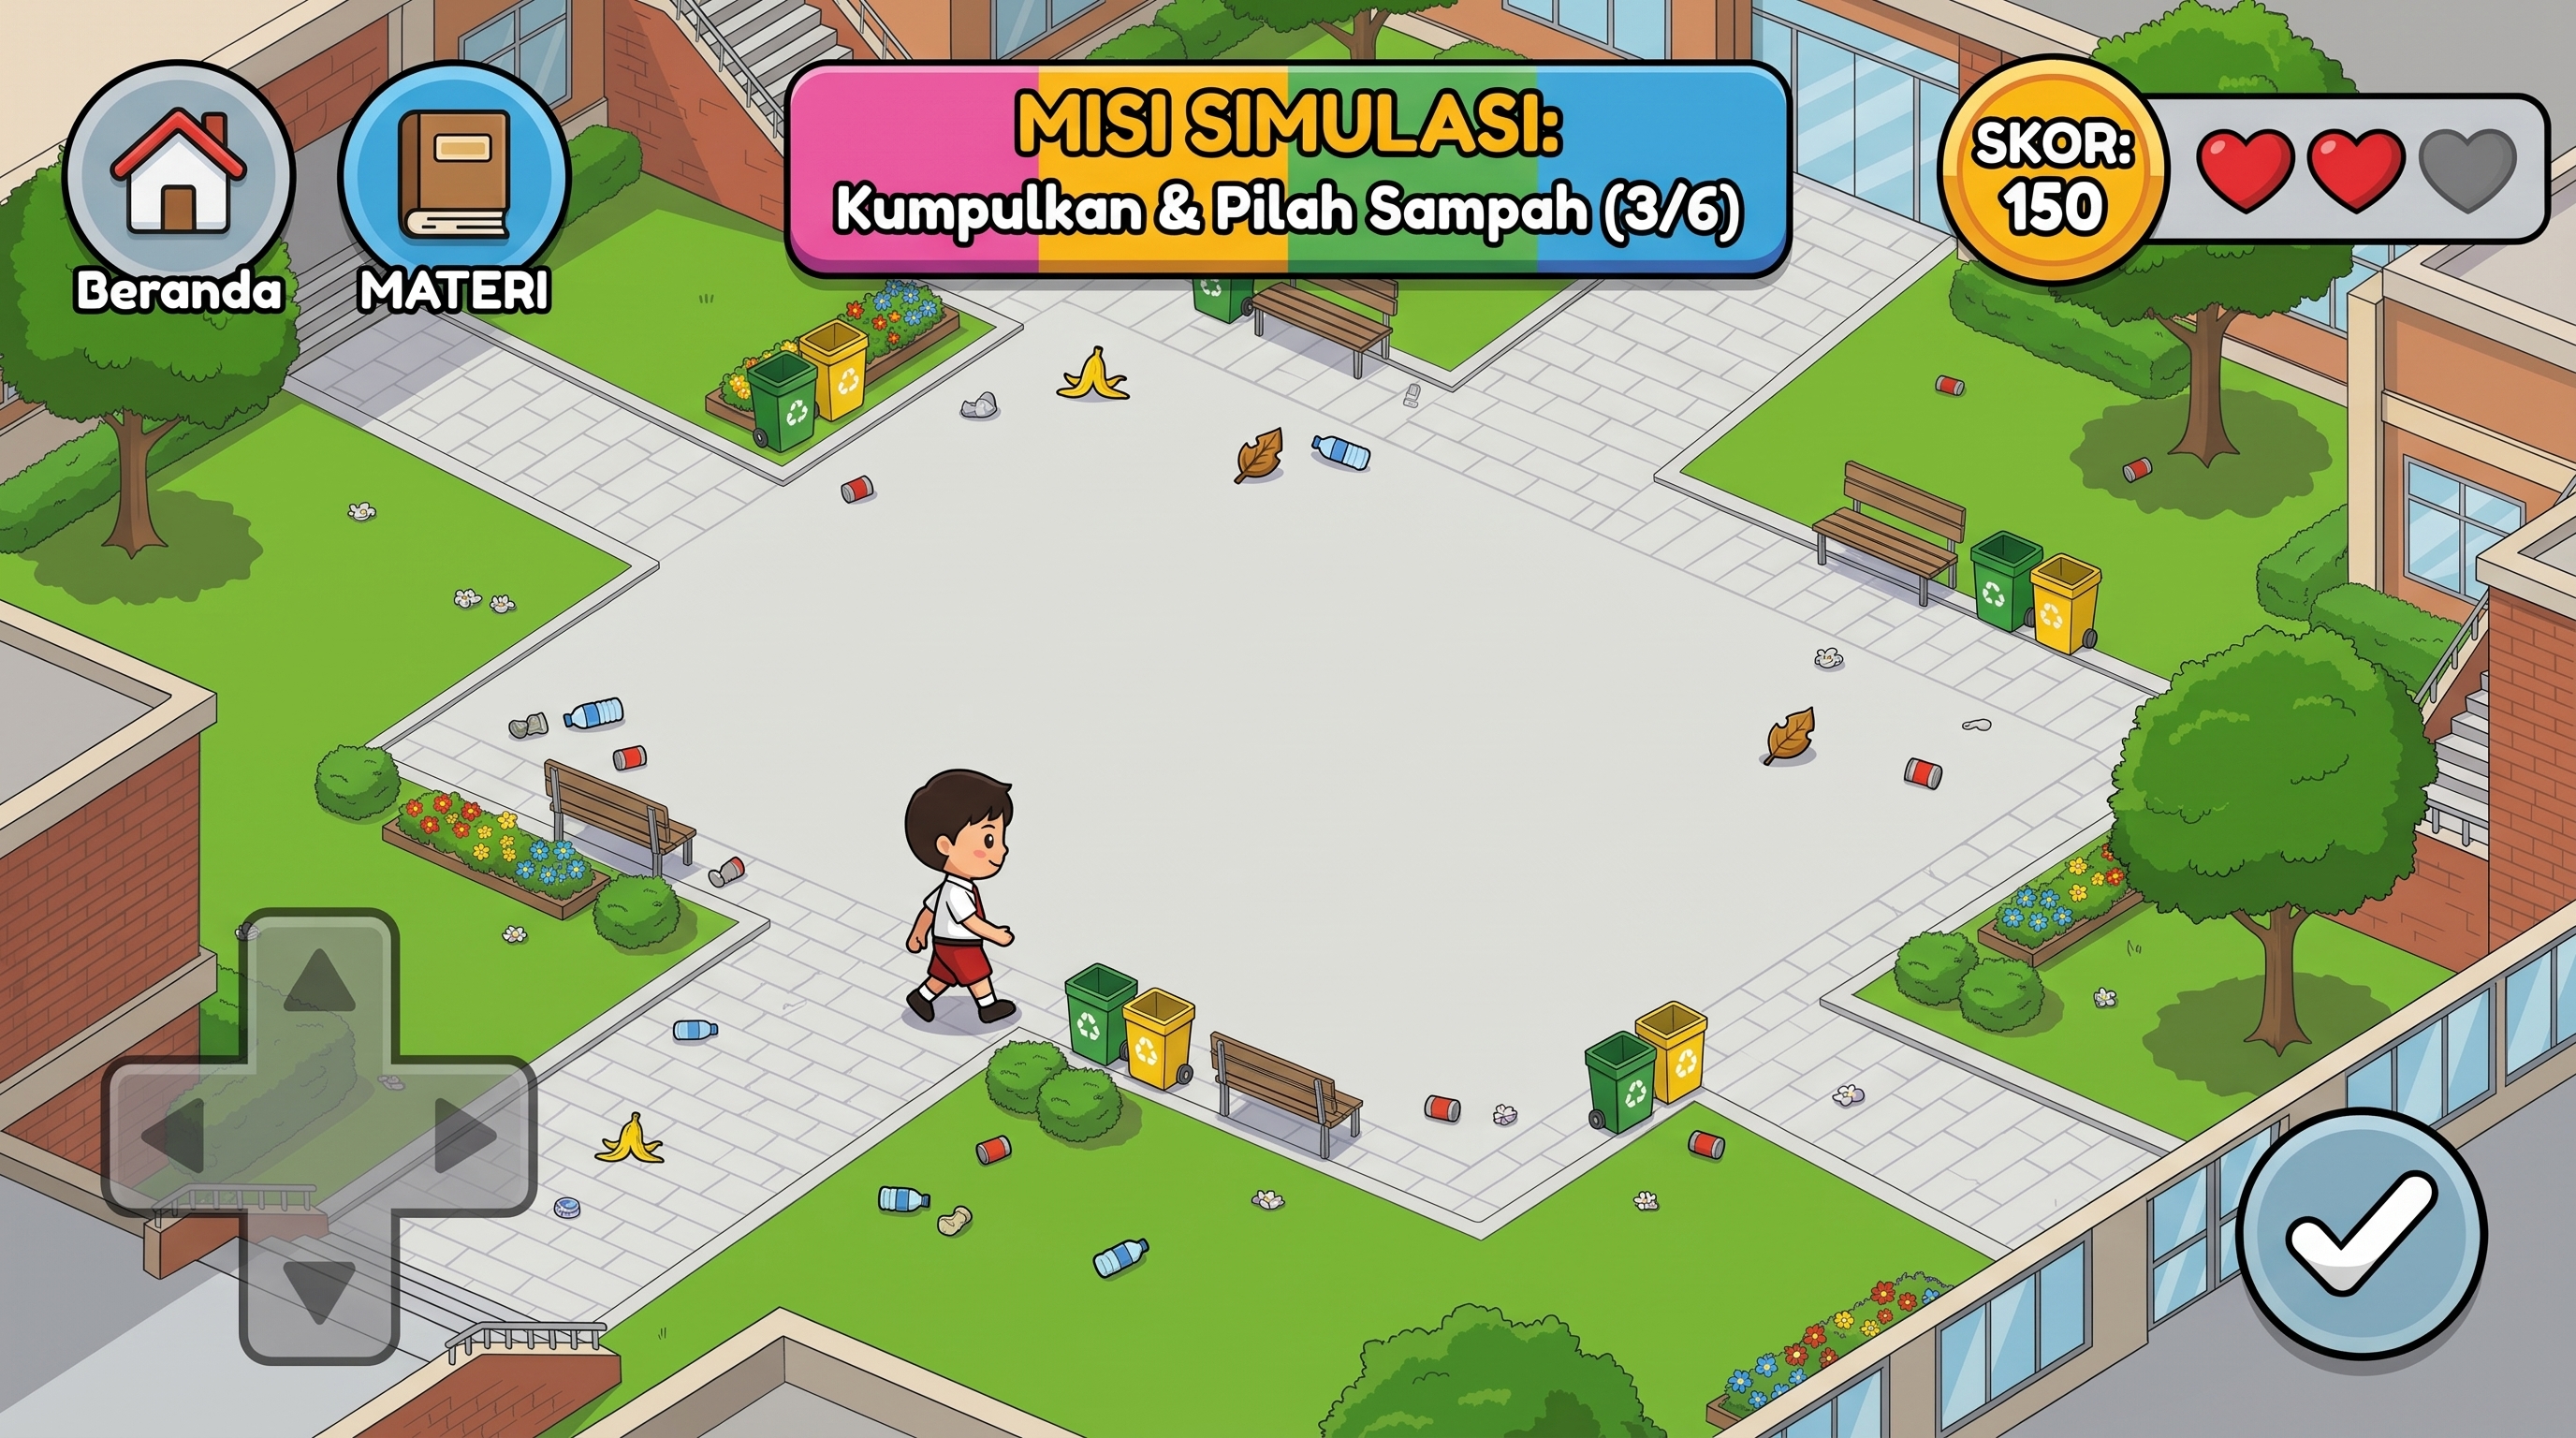 Beranda
MATERI
MISI SIMULASI:
Kumpulkan & Pilah Sampah (3/6)
SKOR:
150